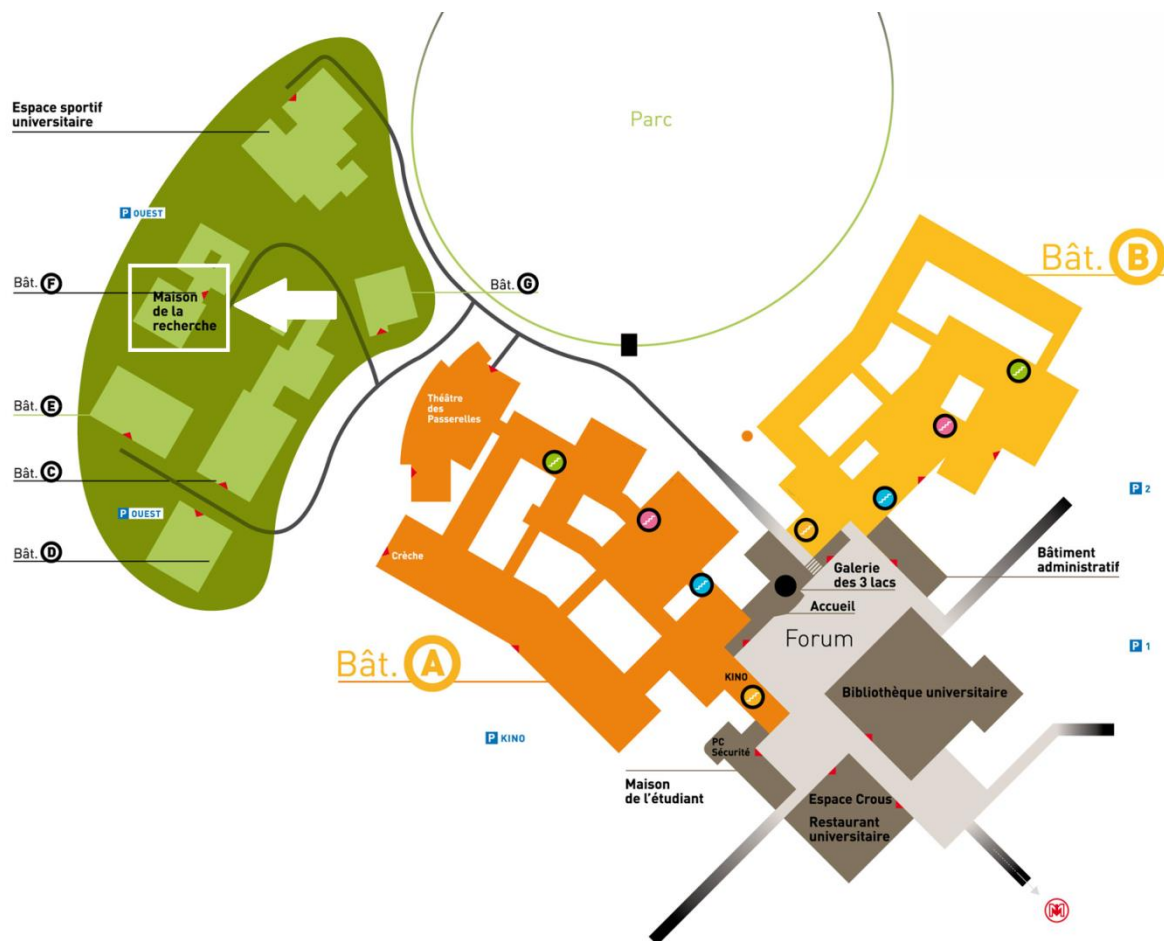 Parc
Espace sportif
universitaire
P OUEST
Bât. B
Bât. F
Maison
de la
recherche
Bât. G
Théâtre
des
Passerelles
Bât. E
Bât. C
P OUEST
P 2
Bât. D
Crèche
Galerie
des 3 lacs
Bâtiment
administratif
Accueil
Forum
P 1
Bât. A
KINO
Bibliothèque universitaire
P KINO
PC
Sécurité
Maison
de l'étudiant
Espace Crous
Restaurant
universitaire
M